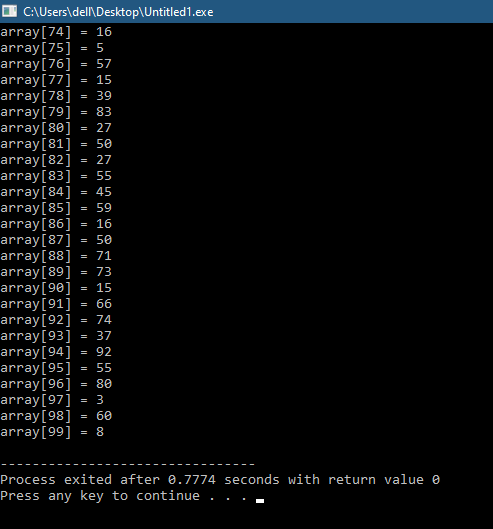 C:\Users\dell\Desktop\Untitled1.exe
array[74] = 16
array[75] = 5
array[76] = 57
array[77] = 15
array[78] = 39
array[79] = 83
array[80] = 27
array[81] = 50
array[82] = 27
array[83] = 55
array[84] = 45
array[85] = 59
array[86] = 16
array[87] = 50
array[88] = 71
array[89] = 73
array[90] = 15
array[91] = 66
array[92] = 74
array[93] = 37
array[94] = 92
array[95] = 55
array[96] = 80
array[97] = 3
array[98] = 60
array[99] = 8
--------------------------------
Process exited after 0.7774 seconds with return value 0
Press any key to continue . . . _